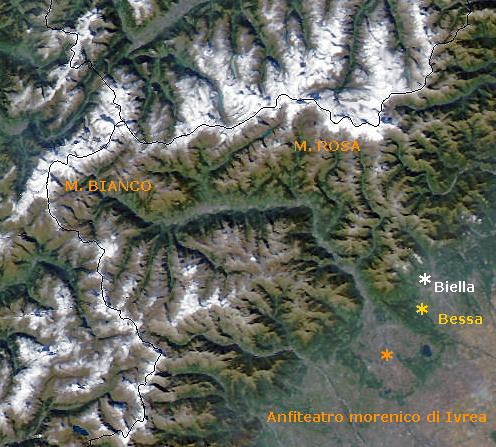 M. ROSA
M. BIANCO
* Biella
* Bessa
*
Anfiteatro morenico di Ivrea